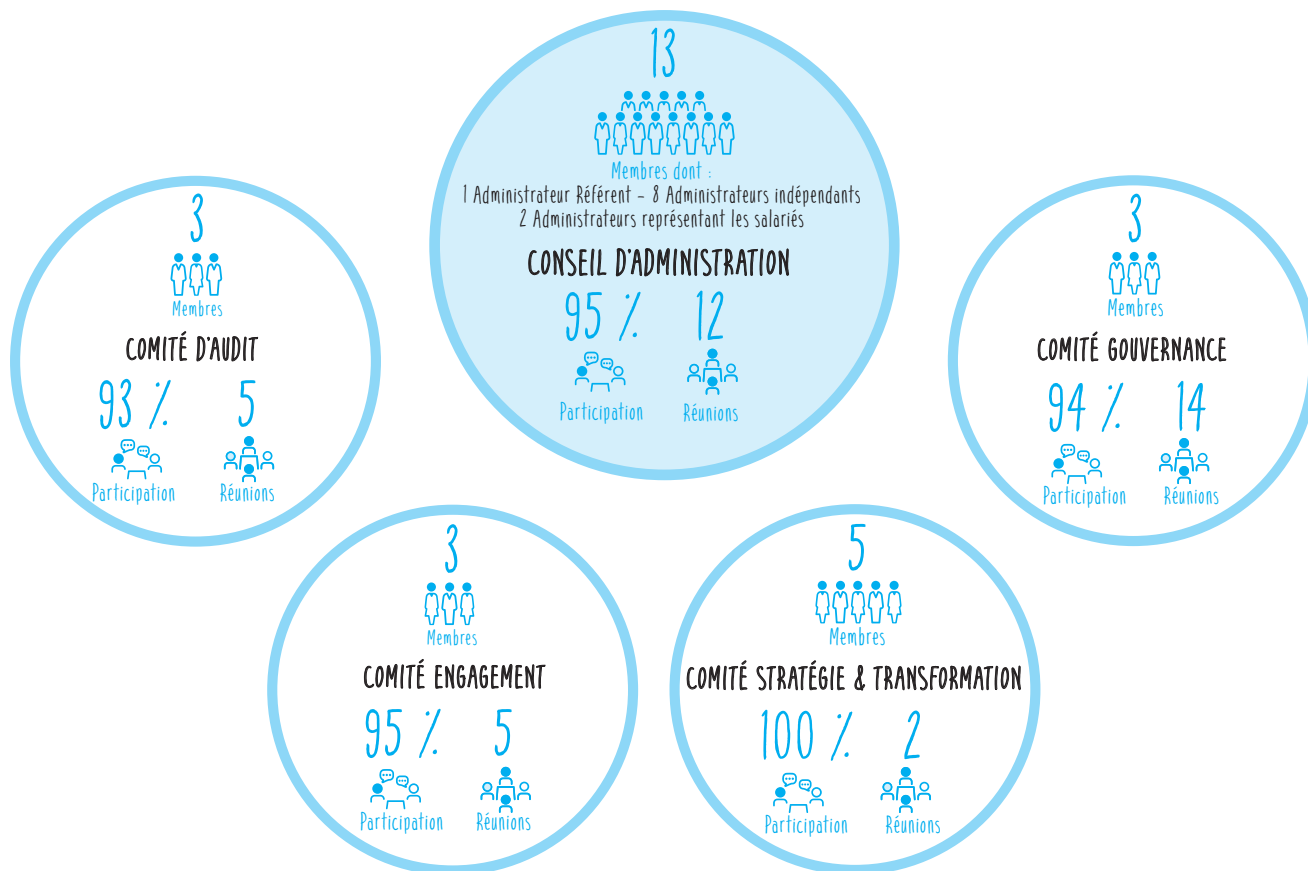 13
Membres dont :
1 Administrateur Référent – 8 Administrateurs indépendants
2 Administrateurs représentant les salariés
CONSEIL D'ADMINISTRATION
95 % 12
Participation Réunions
3
Membres
COMITÉ D'AUDIT
93 % 5
Participation Réunions
3
Membres
COMITÉ GOUVERNANCE
94 % 14
Participation Réunions
3
Membres
COMITÉ ENGAGEMENT
95 % 5
Participation Réunions
5
Membres
COMITÉ STRATÉGIE & TRANSFORMATION
100 % 2
Participation Réunions